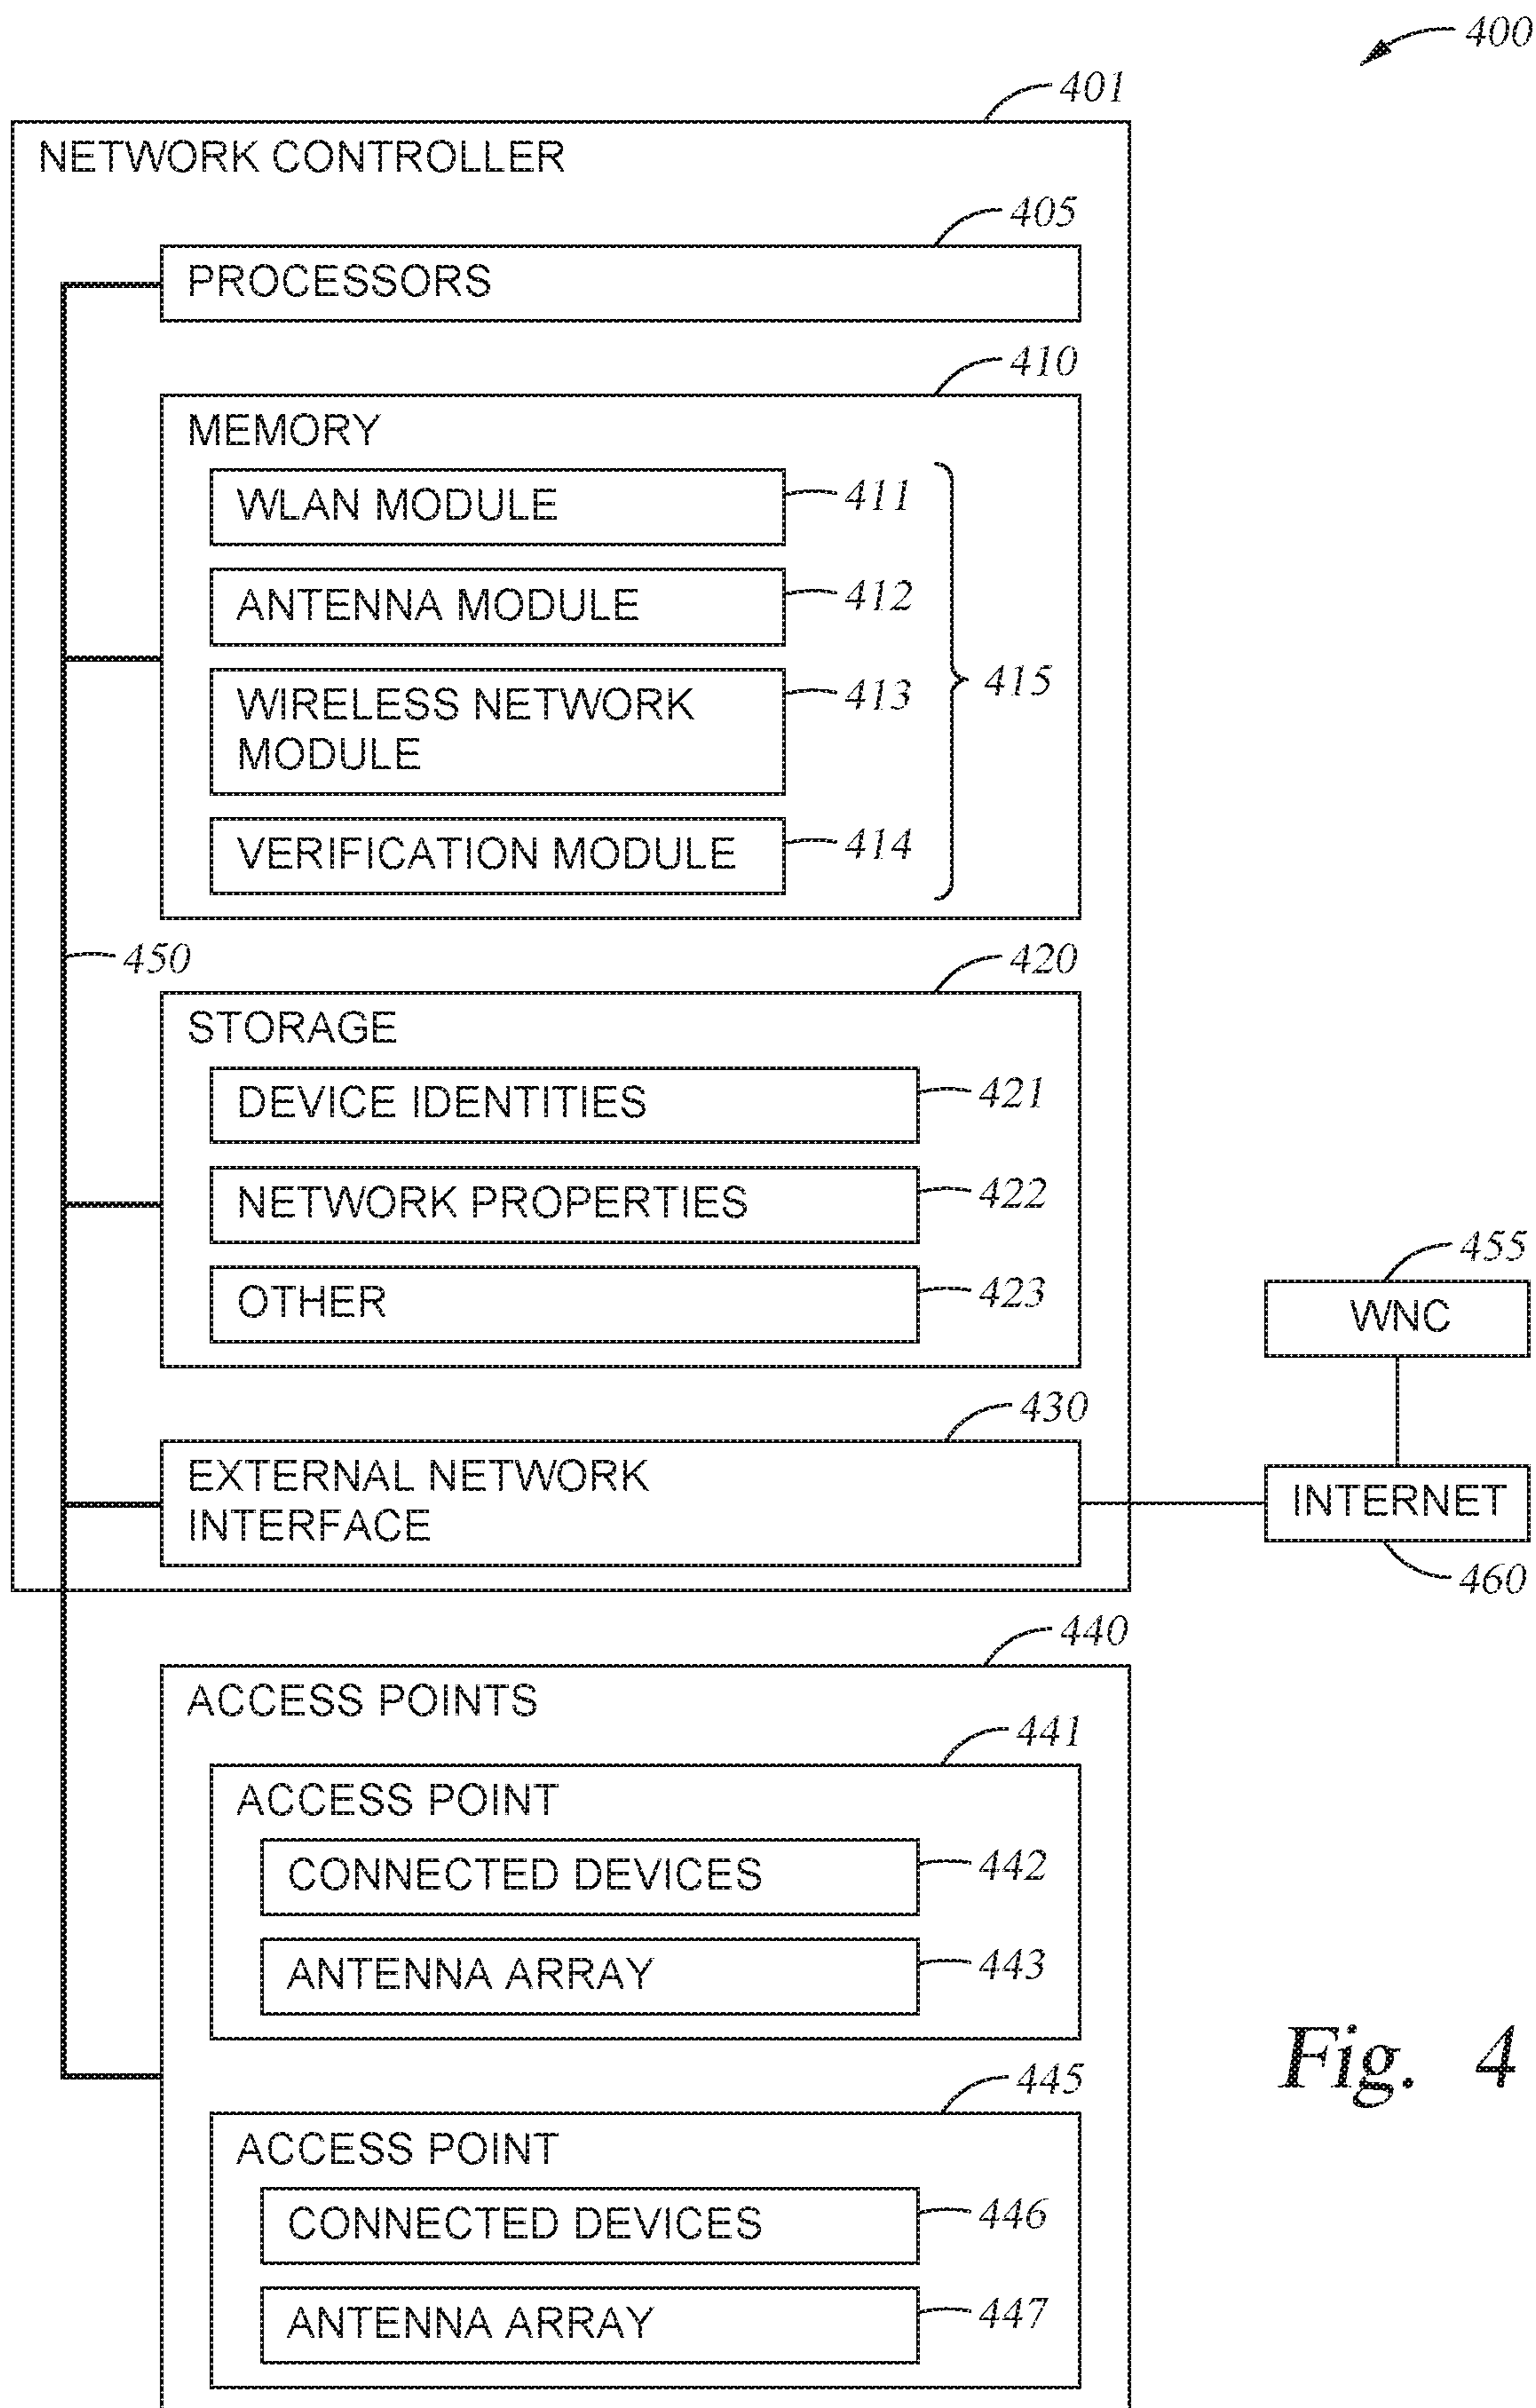 400
401
NETWORK CONTROLLER
405
PROCESSORS
410
MEMORY
WLAN MODULE
411
ANTENNA MODULE
412
WIRELESS NETWORK
MODULE
413
415
VERIFICATION MODULE
414
450
420
STORAGE
DEVICE IDENTITIES
421
NETWORK PROPERTIES
422
OTHER
423
455
WNC
430
EXTERNAL NETWORK
INTERFACE
INTERNET
460
440
ACCESS POINTS
441
ACCESS POINT
CONNECTED DEVICES
442
ANTENNA ARRAY
443
445
ACCESS POINT
CONNECTED DEVICES
446
ANTENNA ARRAY
447
Fig. 4